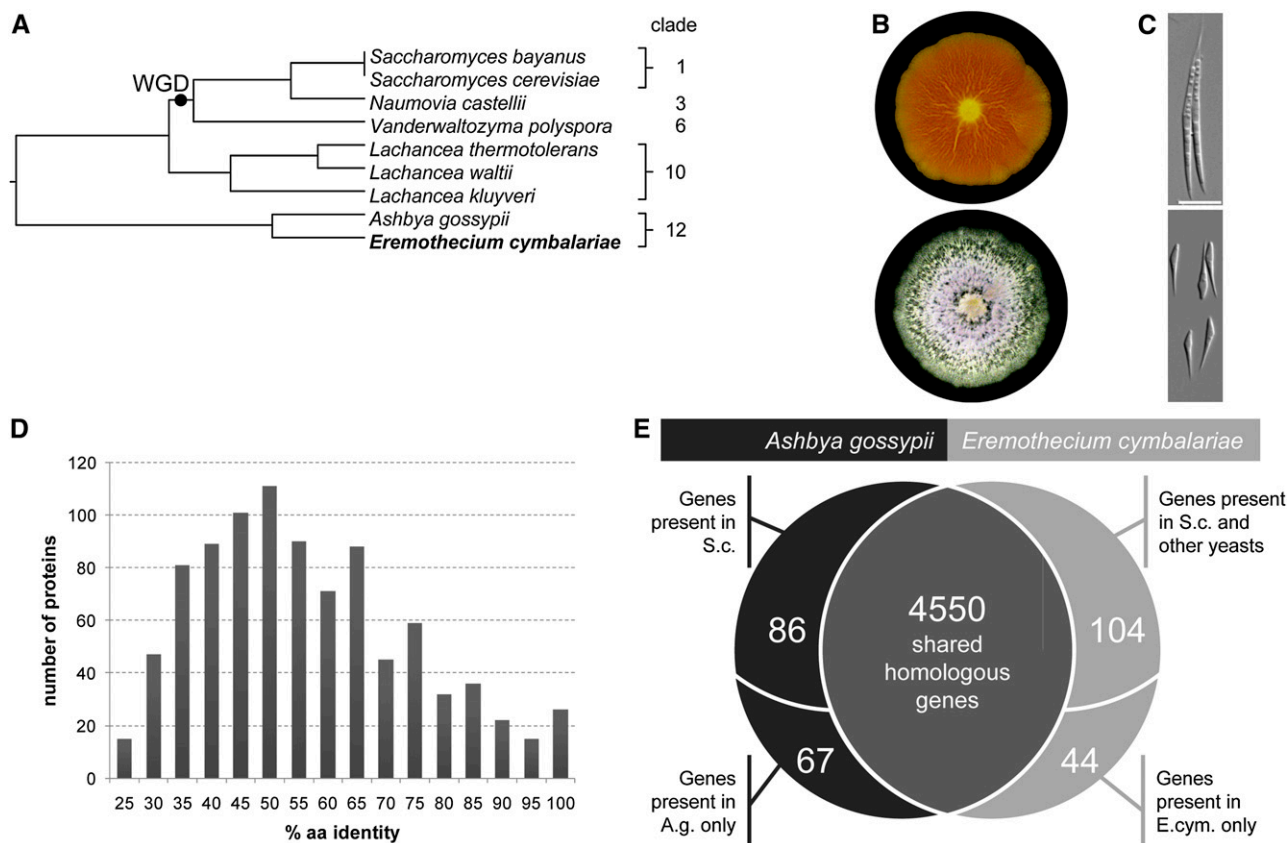 A
clade
Saccharomyces bayanus
Saccharomyces cerevisiae
1
WGD
Naumovia castellii
3
Vanderwaltozyma polyspora
6
Lachancea thermotolerans
Lachancea waltii
10
Lachancea kluyveri
Ashbya gossypii
Eremothecium cymbalariae
12
B
C
D
number of proteins
120
100
80
60
40
20
0
25 30 35 40 45 50 55 60 65 70 75 80 85 90 95 100
% aa identity
E
Ashbya gossypii
Eremothecium cymbalariae
Genes
present in
S.c.
Genes present
in S.c. and
other yeasts
86
4550
shared
homologous
genes
104
67
44
Genes
present in
A.g. only
Genes
present in
E.cym. only